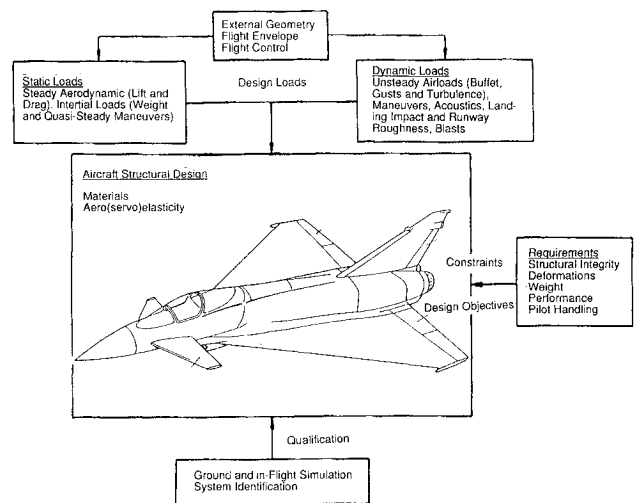 External Geometry
Flight Envelope
Flight Control
Static Loads
Steady Aerodynamic (Lift and
Drag). Intertial Loads (Weight
and Quasi-Steady Maneuvers)
Design Loads
Dynamic Loads
Unsteady Airloads (Buffet,
Gusts and Turbulence),
Maneuvers, Acoustics, Land-
ing Impact and Runway
Roughness, Blasts
Aircraft Structural Design
Materials
Aero(servo)elasticity
Constraints
Design Objectives
Requirements
Structural Integrity
Deformations
Weight
Performance
Pilot Handling
Qualification
Ground and in-Flight Simulation
System Identification